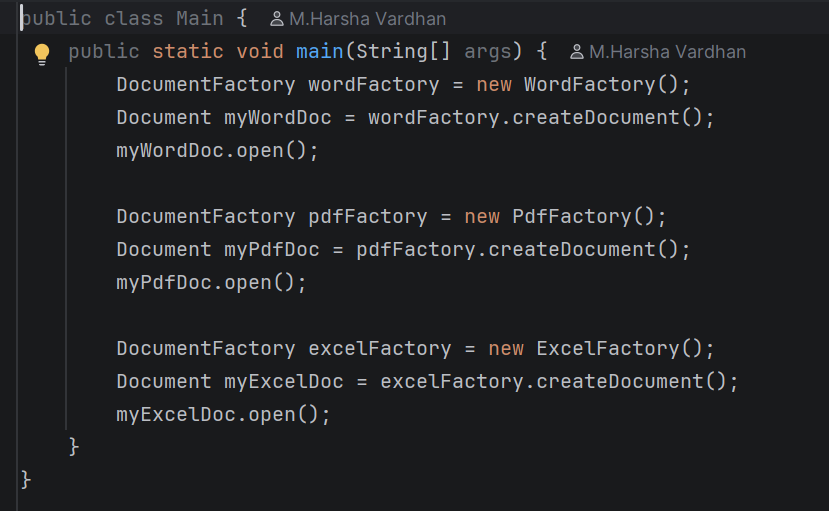 public class Main { M.Harsha Vardhan
public static void main(String[] args) { M.Harsha Vardhan
DocumentFactory wordFactory = new WordFactory();
Document myWordDoc = wordFactory.createDocument();
myWordDoc.open();
DocumentFactory pdfFactory = new PdfFactory();
Document myPdfDoc = pdfFactory.createDocument();
myPdfDoc.open();
DocumentFactory excelFactory = new ExcelFactory();
Document myExcelDoc = excelFactory.createDocument();
myExcelDoc.open();
}
}